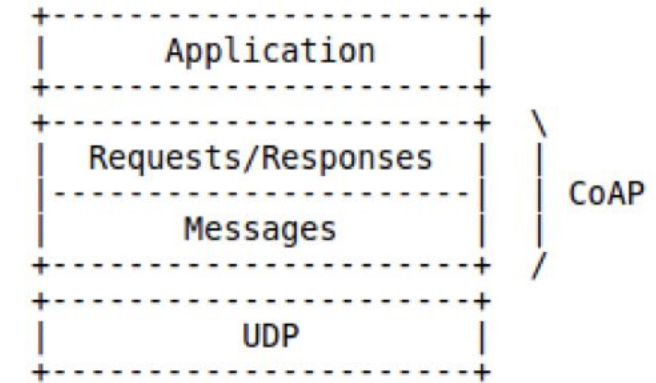 Application
Requests/Responses
CoAP
Messages
UDP